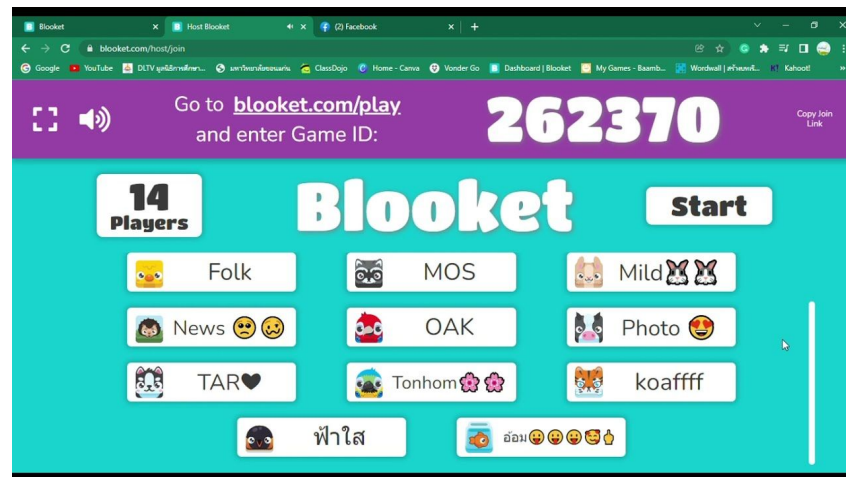 Blooket
Host Blooket
(2) Facebook
blooket.com/host/join
Google
YouTube
ClassDojo
Home - Canva
Vonder Go
Dashboard | Blooket
My Games - Baamb...
Kahoot!
Go to blooket.com/play
and enter Game ID:
262370
Copy Join
Link
14
Players
Blooket
Start
Folk
MOS
Mild🐰🐰
News 🥺🥴
OAK
Photo 😍
TAR🖤
Tonhom🌸🌸
koaffff
ฟ้าใส
อ้อม😛😛😛🥰🖕